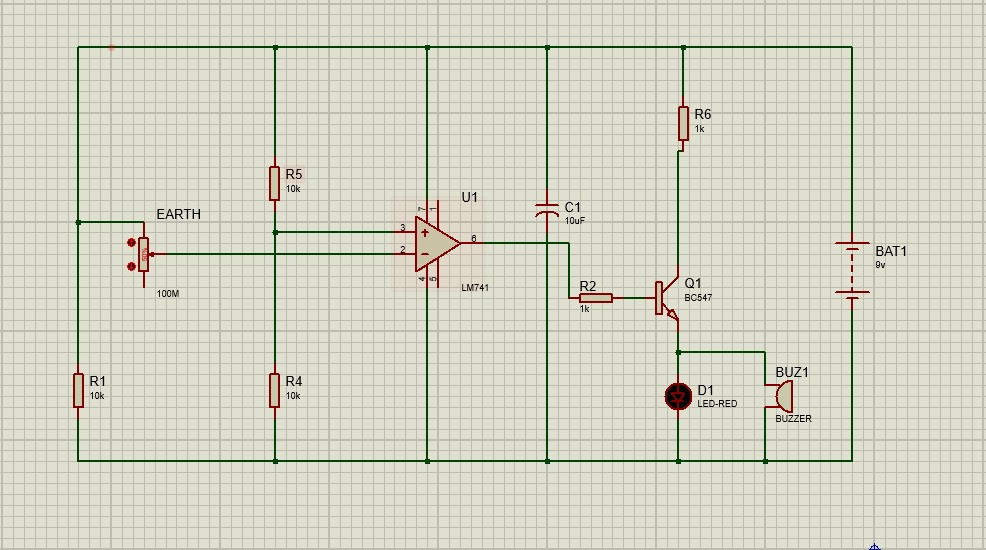 R6
1k
R5
10k
EARTH
50%
100M
U1
7
1
3
2
6
4
5
LM741
C1
10uF
BAT1
9v
R2
1k
Q1
BC547
R1
10k
R4
10k
D1
LED-RED
BUZ1
BUZZER